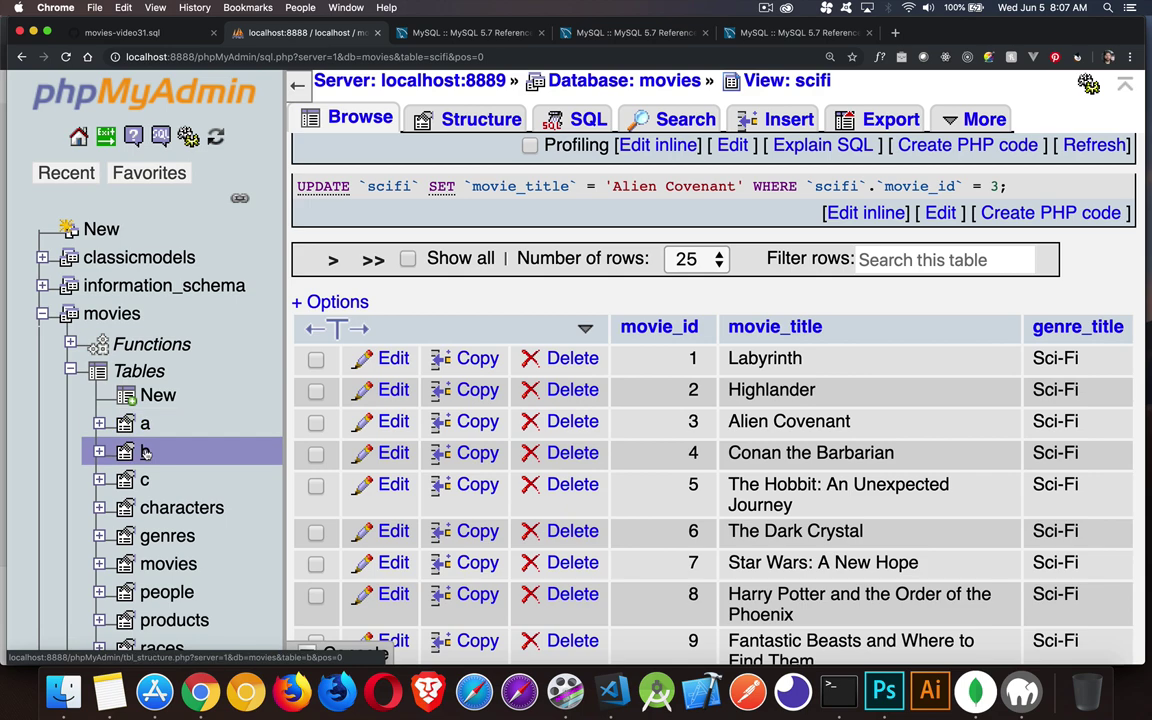 Chrome File Edit View History Bookmarks People Window Help 100% Wed Jun 5 8:07 AM
movies-video31.sql × localhost:8888 / localhost / m × MySQL :: MySQL 5.7 Reference × MySQL :: MySQL 5.7 Reference × MySQL :: MySQL 5.7 Reference × +
localhost:8888/phpMyAdmin/sql.php?server=1&db=movies&table=scifi&pos=0
phpMyAdmin
Recent Favorites
New
classicmodels
information_schema
movies
Functions
Tables
New
a
b
c
characters
genres
movies
people
products
races
Server: localhost:8889 » Database: movies » View: scifi
Browse Structure SQL Search Insert Export More
Profiling [Edit inline] [ Edit ] [ Explain SQL ] [ Create PHP code ] [ Refresh]
UPDATE `scifi` SET `movie_title` = 'Alien Covenant' WHERE `scifi`.`movie_id` = 3;
[Edit inline] [ Edit ] [ Create PHP code ]
> >> Show all | Number of rows: 25 Filter rows: Search this table
+ Options
←T→ movie_id movie_title genre_title
Edit Copy Delete 1 Labyrinth Sci-Fi
Edit Copy Delete 2 Highlander Sci-Fi
Edit Copy Delete 3 Alien Covenant Sci-Fi
Edit Copy Delete 4 Conan the Barbarian Sci-Fi
Edit Copy Delete 5 The Hobbit: An Unexpected Sci-Fi
Journey
Edit Copy Delete 6 The Dark Crystal Sci-Fi
Edit Copy Delete 7 Star Wars: A New Hope Sci-Fi
Edit Copy Delete 8 Harry Potter and the Order of the Sci-Fi
Phoenix
Edit Copy Delete 9 Fantastic Beasts and Where to Sci-Fi
Find Them
Console
localhost:8888/phpMyAdmin/tbl_structure.php?server=1&db=movies&table=b&pos=0
Ps Ai